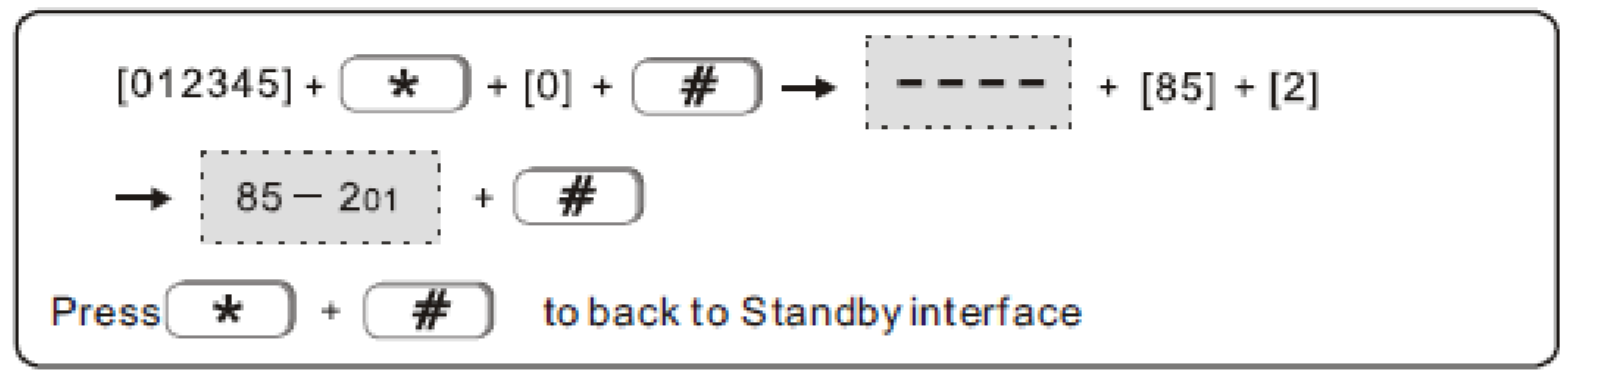 [012345] + * + [0] + # → ---- + [85] + [2]
→ 85 — 201 + #
Press * + # to back to Standby interface